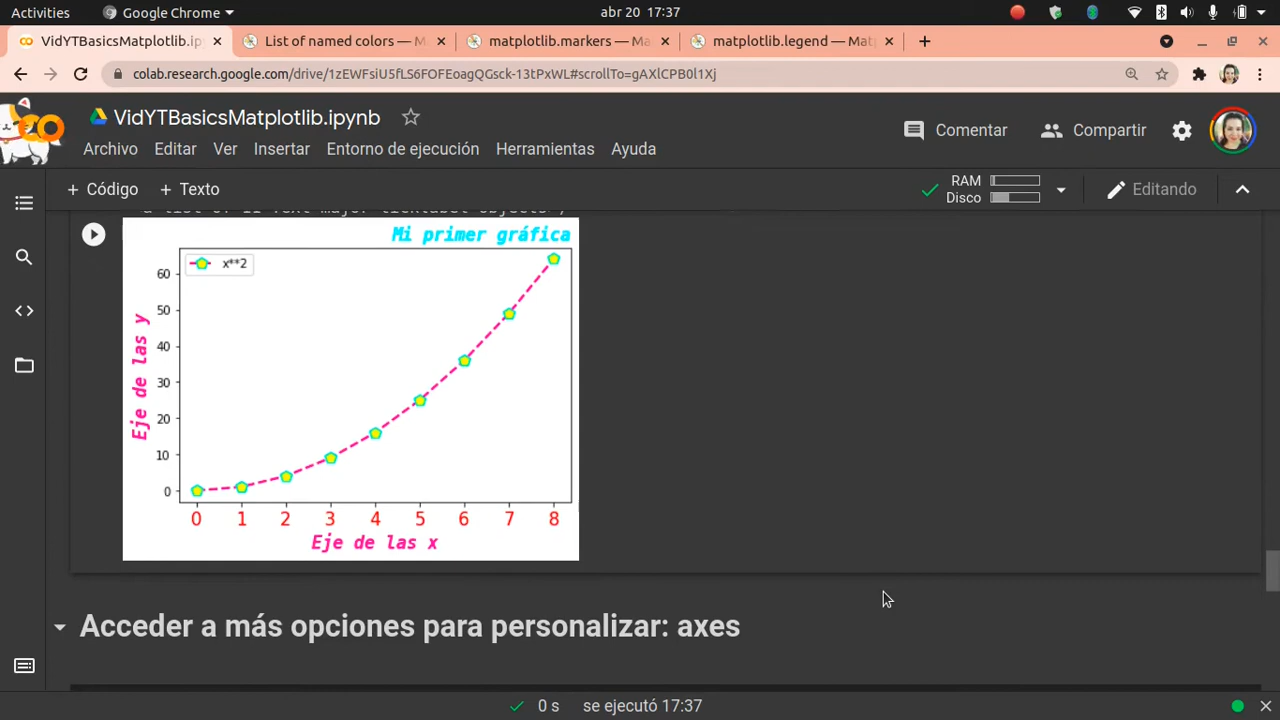 Activities
Google Chrome
abr 20 17:37
VidYTBasicsMatplotlib.ip
List of named colors — M
matplotlib.markers — Ma
matplotlib.legend — Mat
colab.research.google.com/drive/1zEWFsiU5fLS6FOFEoagQGsck-13tPxWL#scrollTo=gAXlCPB0l1Xj
VidYTBasicsMatplotlib.ipynb
Comentar
Compartir
Archivo Editar Ver Insertar Entorno de ejecución Herramientas Ayuda
+ Código + Texto
RAM
Disco
Editando
Mi primer gráfica
x**2
60
50
40
30
20
10
0
Eje de las y
0 1 2 3 4 5 6 7 8
Eje de las x
Acceder a más opciones para personalizar: axes
0 s se ejecutó 17:37